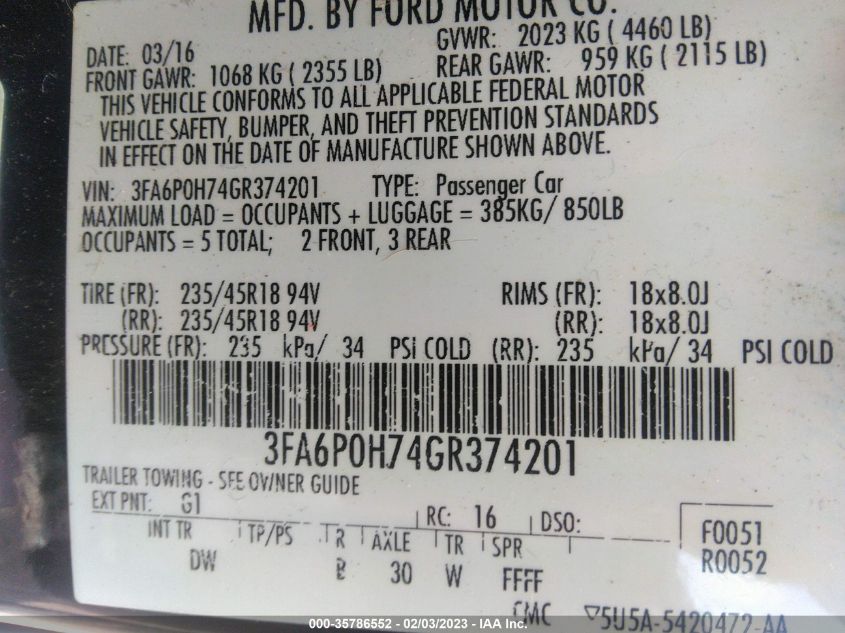 MFD. BY FORD MOTOR CO.
DATE: 03/16 GVWR: 2023 KG ( 4460 LB)
FRONT GAWR: 1068 KG ( 2355 LB) REAR GAWR: 959 KG ( 2115 LB)
THIS VEHICLE CONFORMS TO ALL APPLICABLE FEDERAL MOTOR
VEHICLE SAFETY, BUMPER, AND THEFT PREVENTION STANDARDS
IN EFFECT ON THE DATE OF MANUFACTURE SHOWN ABOVE.
VIN: 3FA6P0H74GR374201 TYPE: Passenger Car
MAXIMUM LOAD = OCCUPANTS + LUGGAGE = 385KG/ 850LB
OCCUPANTS = 5 TOTAL; 2 FRONT, 3 REAR
TIRE (FR): 235/45R18 94V RIMS (FR): 18x8.0J
(RR): 235/45R18 94V (RR): 18x8.0J
PRESSURE (FR): 235 kPa/ 34 PSI COLD (RR): 235 kPa/ 34 PSI COLD
3FA6P0H74GR374201
TRAILER TOWING - SEE OWNER GUIDE
EXT PNT: G1 RC: 16 DSO: F0051
INT TR TP/PS R AXLE TR SPR R0052
DW 30 W FFFF
CMC 5U5A-5420472-AA
000-35786552 - 02/03/2023 - IAA Inc.